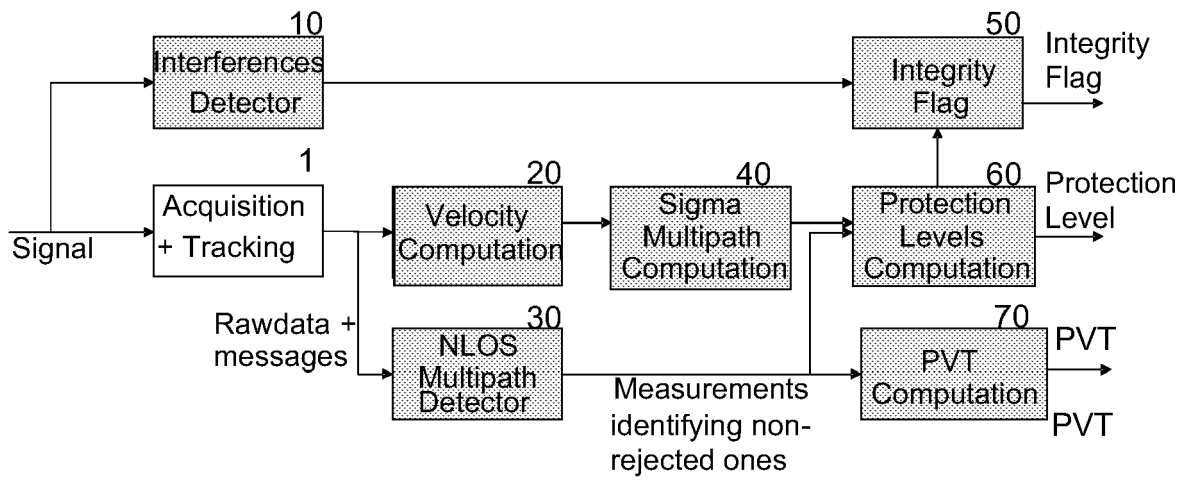 10
Interferences
Detector
50
Integrity
Flag
Integrity
Flag
Signal
1
Acquisition
+ Tracking
20
Velocity
Computation
40
Sigma
Multipath
Computation
60
Protection
Levels
Computation
Protection
Level
Rawdata +
messages
30
NLOS
Multipath
Detector
Measurements
identifying non-
rejected ones
70
PVT
Computation
PVT
PVT